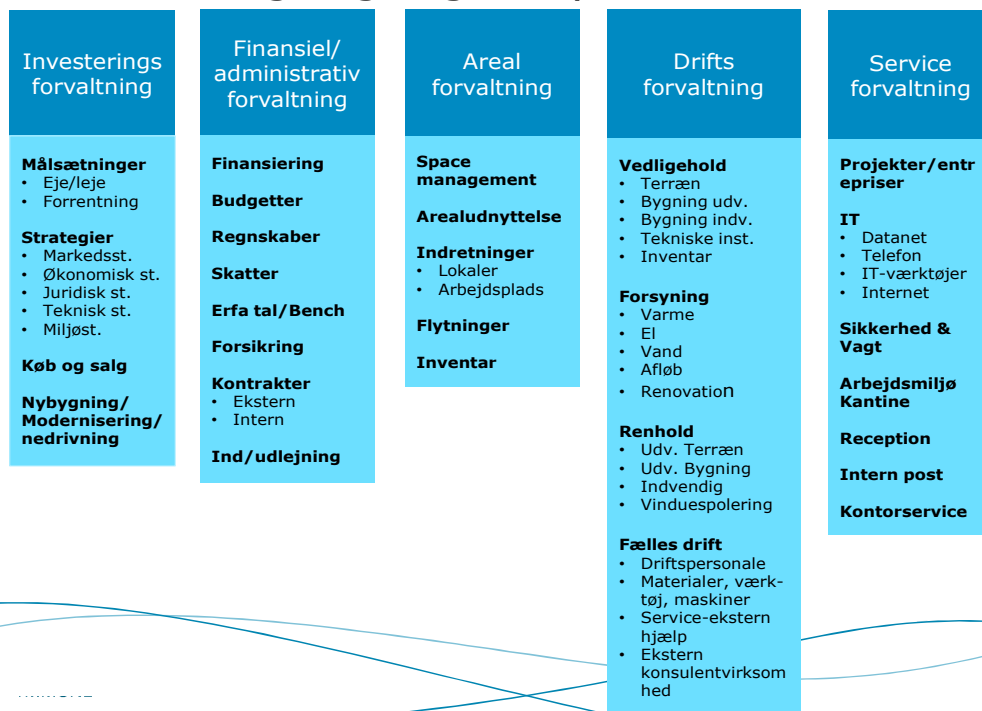 Investerings
forvaltning
Målsætninger
• Eje/leje
• Forrentning
Strategier
• Markedsst.
• Økonomisk st.
• Juridisk st.
• Teknisk st.
• Miljøst.
Køb og salg
Nybygning/
Modernisering/
nedrivning
Finansiel/
administrativ
forvaltning
Finansiering
Budgetter
Regnskaber
Skatter
Erfa tal/Bench
Forsikring
Kontrakter
• Ekstern
• Intern
Ind/udlejning
Areal
forvaltning
Space
management
Arealudnyttelse
Indretninger
• Lokaler
• Arbejdsplads
Flytninger
Inventar
Drifts
forvaltning
Vedligehold
• Terræn
• Bygning udv.
• Bygning indv.
• Tekniske inst.
• Inventar
Forsyning
• Varme
• El
• Vand
• Afløb
• Renovation
Renhold
• Udv. Terræn
• Udv. Bygning
• Indvendig
• Vinduespolering
Fælles drift
• Driftspersonale
• Materialer, værk-
tøj, maskiner
• Service-ekstern
hjælp
• Ekstern
konsulentvirksom
hed
Service
forvaltning
Projekter/entr
epriser
IT
• Datanet
• Telefon
• IT-værktøjer
• Internet
Sikkerhed &
Vagt
Arbejdsmiljø
Kantine
Reception
Intern post
Kontorservice